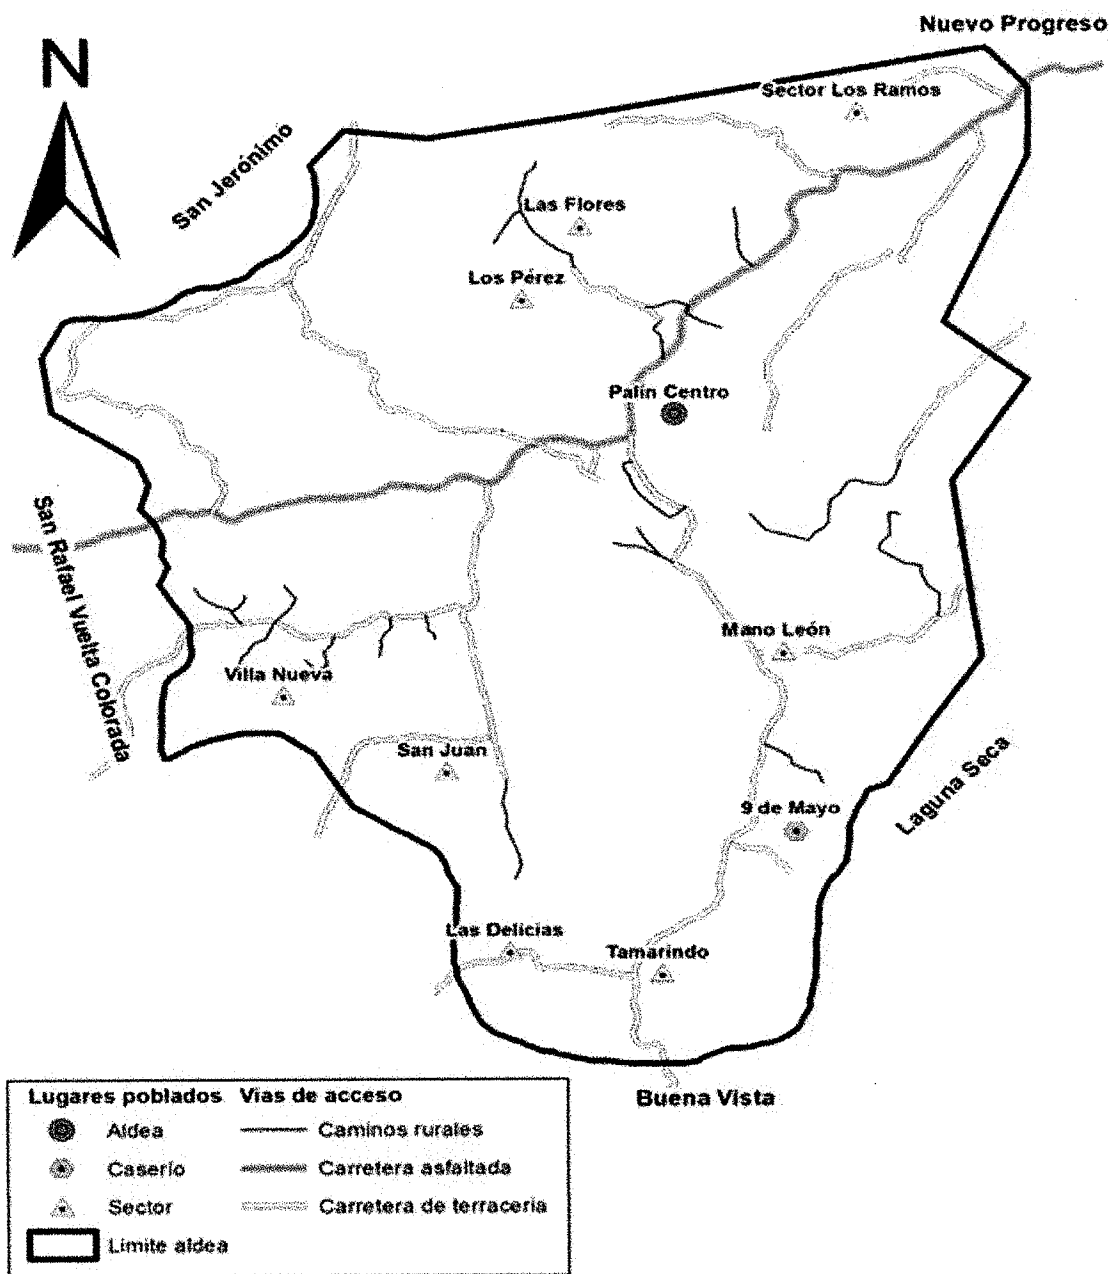 Nuevo Progreso
N
Sector Los Ramos
San Jerónimo
Las Flores
Los Pérez
Palín Centro
San Rafael Vuelta Colorada
Mano León
Villa Nueva
San Juan
Laguna Seca
9 de Mayo
Las Delicias
Tamarindo
Buena Vista
Lugares poblados Vias de acceso
Aldea Caminos rurales
Caserío Carretera asfaltada
Sector Carretera de terracería
Límite aldea